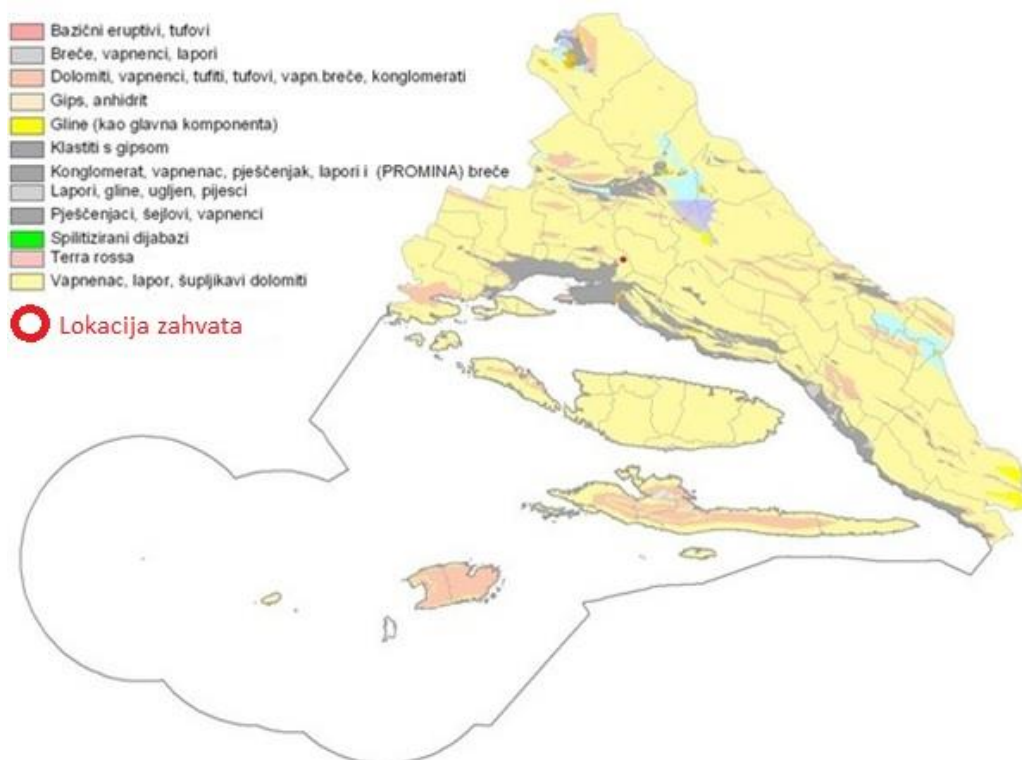 Bazični eruptivi, tufovi
Breče, vapnenci, lapori
Dolomiti, vapnenci, tufiti, tufovi, vapn.breče, konglomerati
Gips, anhidrit
Gline (kao glavna komponenta)
Klastiti s gipsom
Konglomerat, vapnenac, pješčenjak, lapori i (PROMINA) breče
Lapori, gline, ugljen, pijesci
Pješčenjaci, šejlovi, vapnenci
Spilitizirani dijabazi
Terra rossa
Vapnenac, lapor, šupljikavi dolomiti
Lokacija zahvata